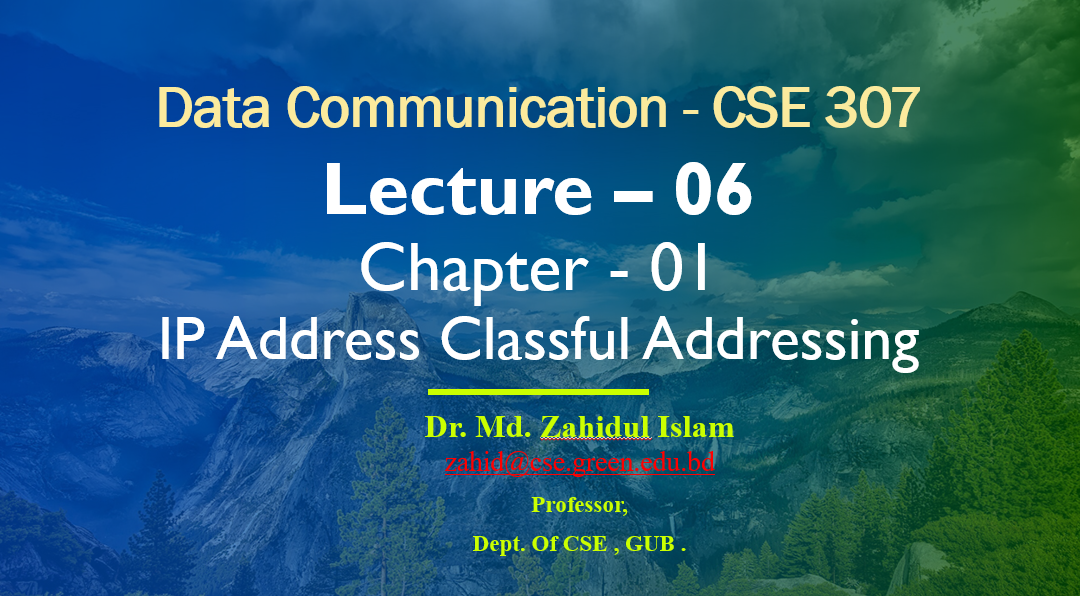 Data Communication - CSE 307
Lecture – 06
Chapter - 01
IP Address Classful Addressing
Dr. Md. Zahidul Islam
zahid@cse.green.edu.bd
Professor,
Dept. Of CSE , GUB .